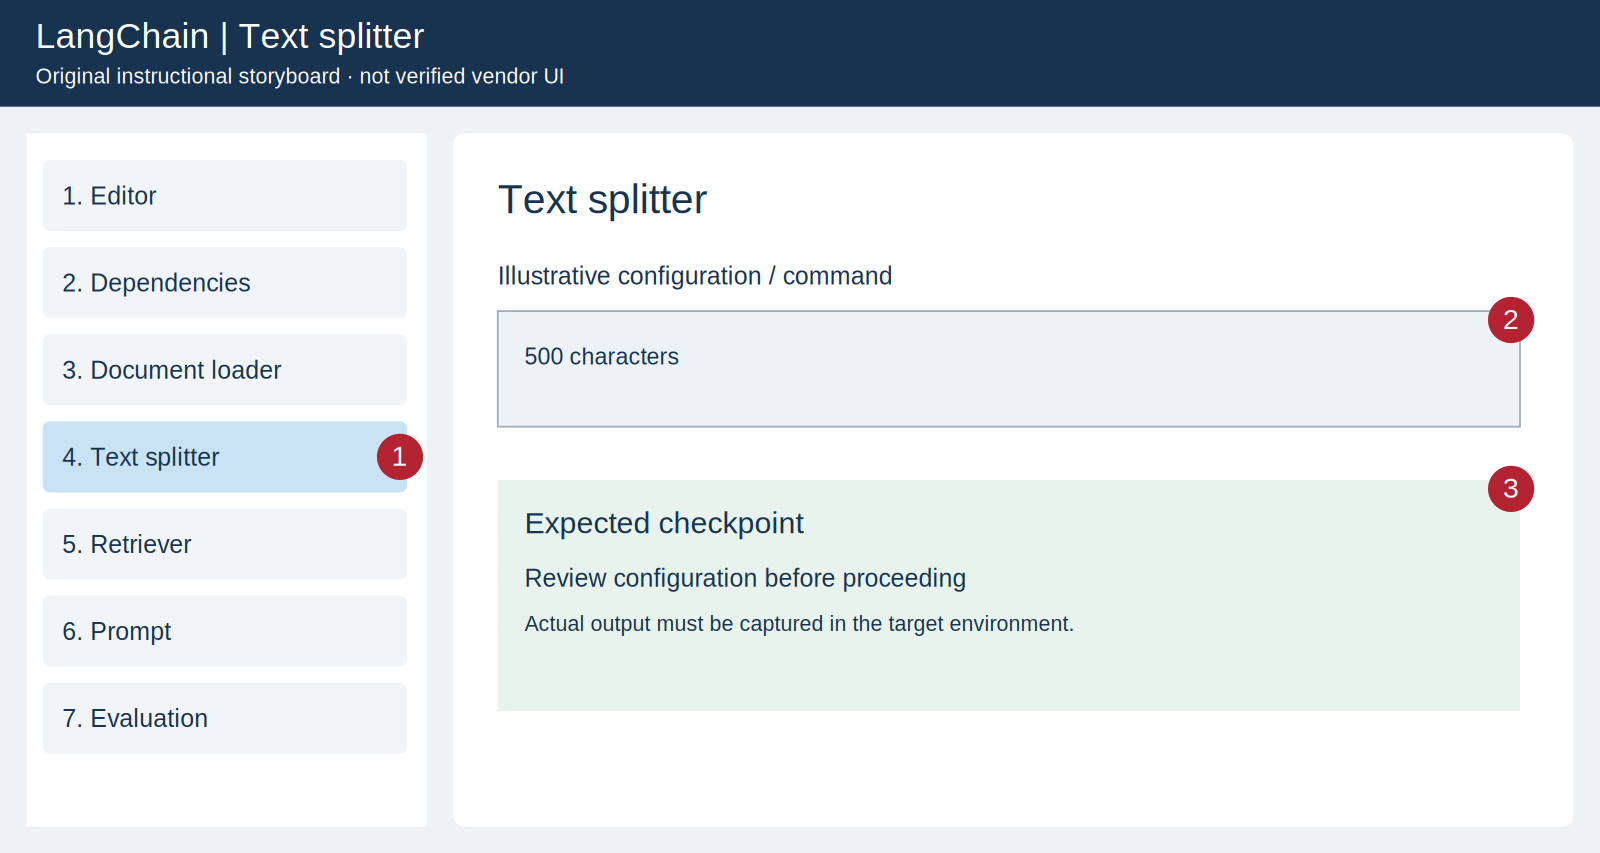 LangChain | Text splitter
Original instructional storyboard · not verified vendor UI
1. Editor
2. Dependencies
3. Document loader
4. Text splitter
1
5. Retriever
6. Prompt
7. Evaluation
Text splitter
Illustrative configuration / command
2
500 characters
3
Expected checkpoint
Review configuration before proceeding
Actual output must be captured in the target environment.